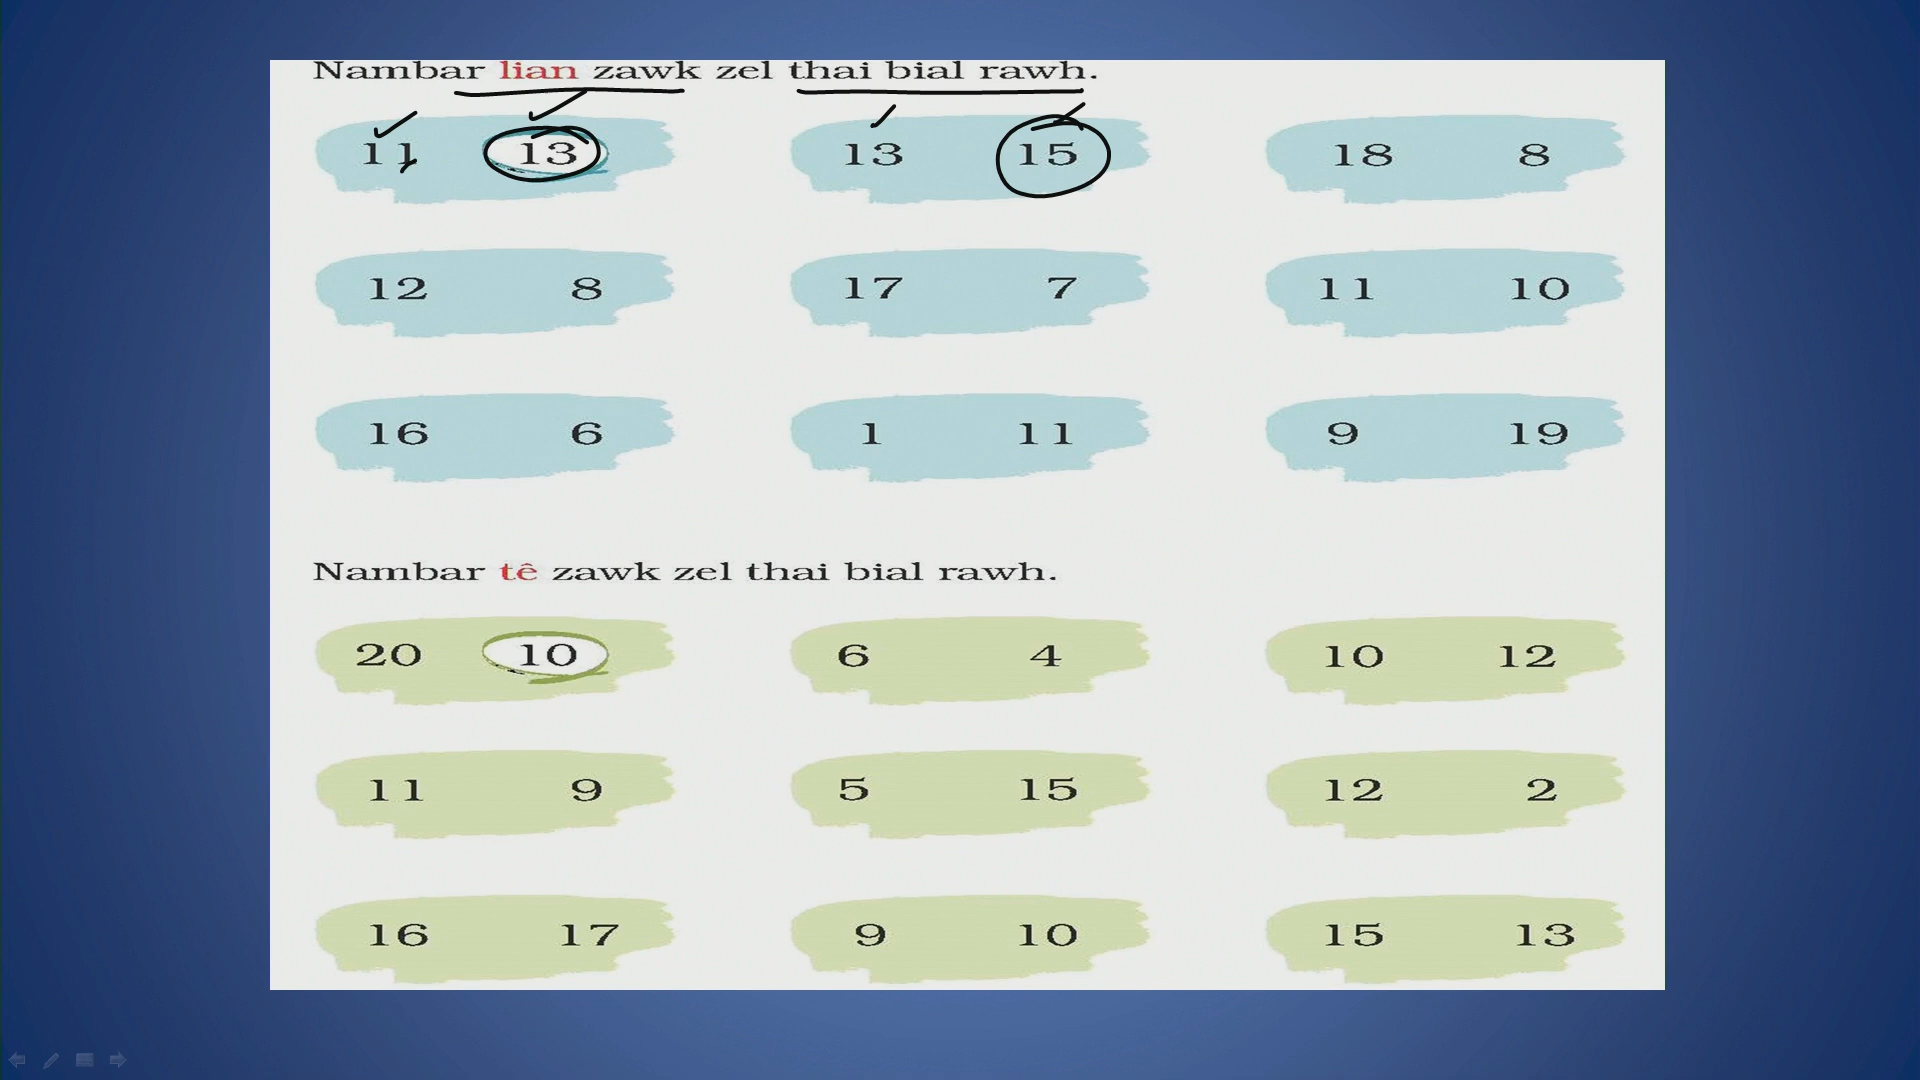 Nambar lian zawk zel thai bial rawh.
11 13 13 15 18 8
12 8 17 7 11 10
16 6 1 11 9 19
Nambar tê zawk zel thai bial rawh.
20 10 6 4 10 12
11 9 5 15 12 2
16 17 9 10 15 13